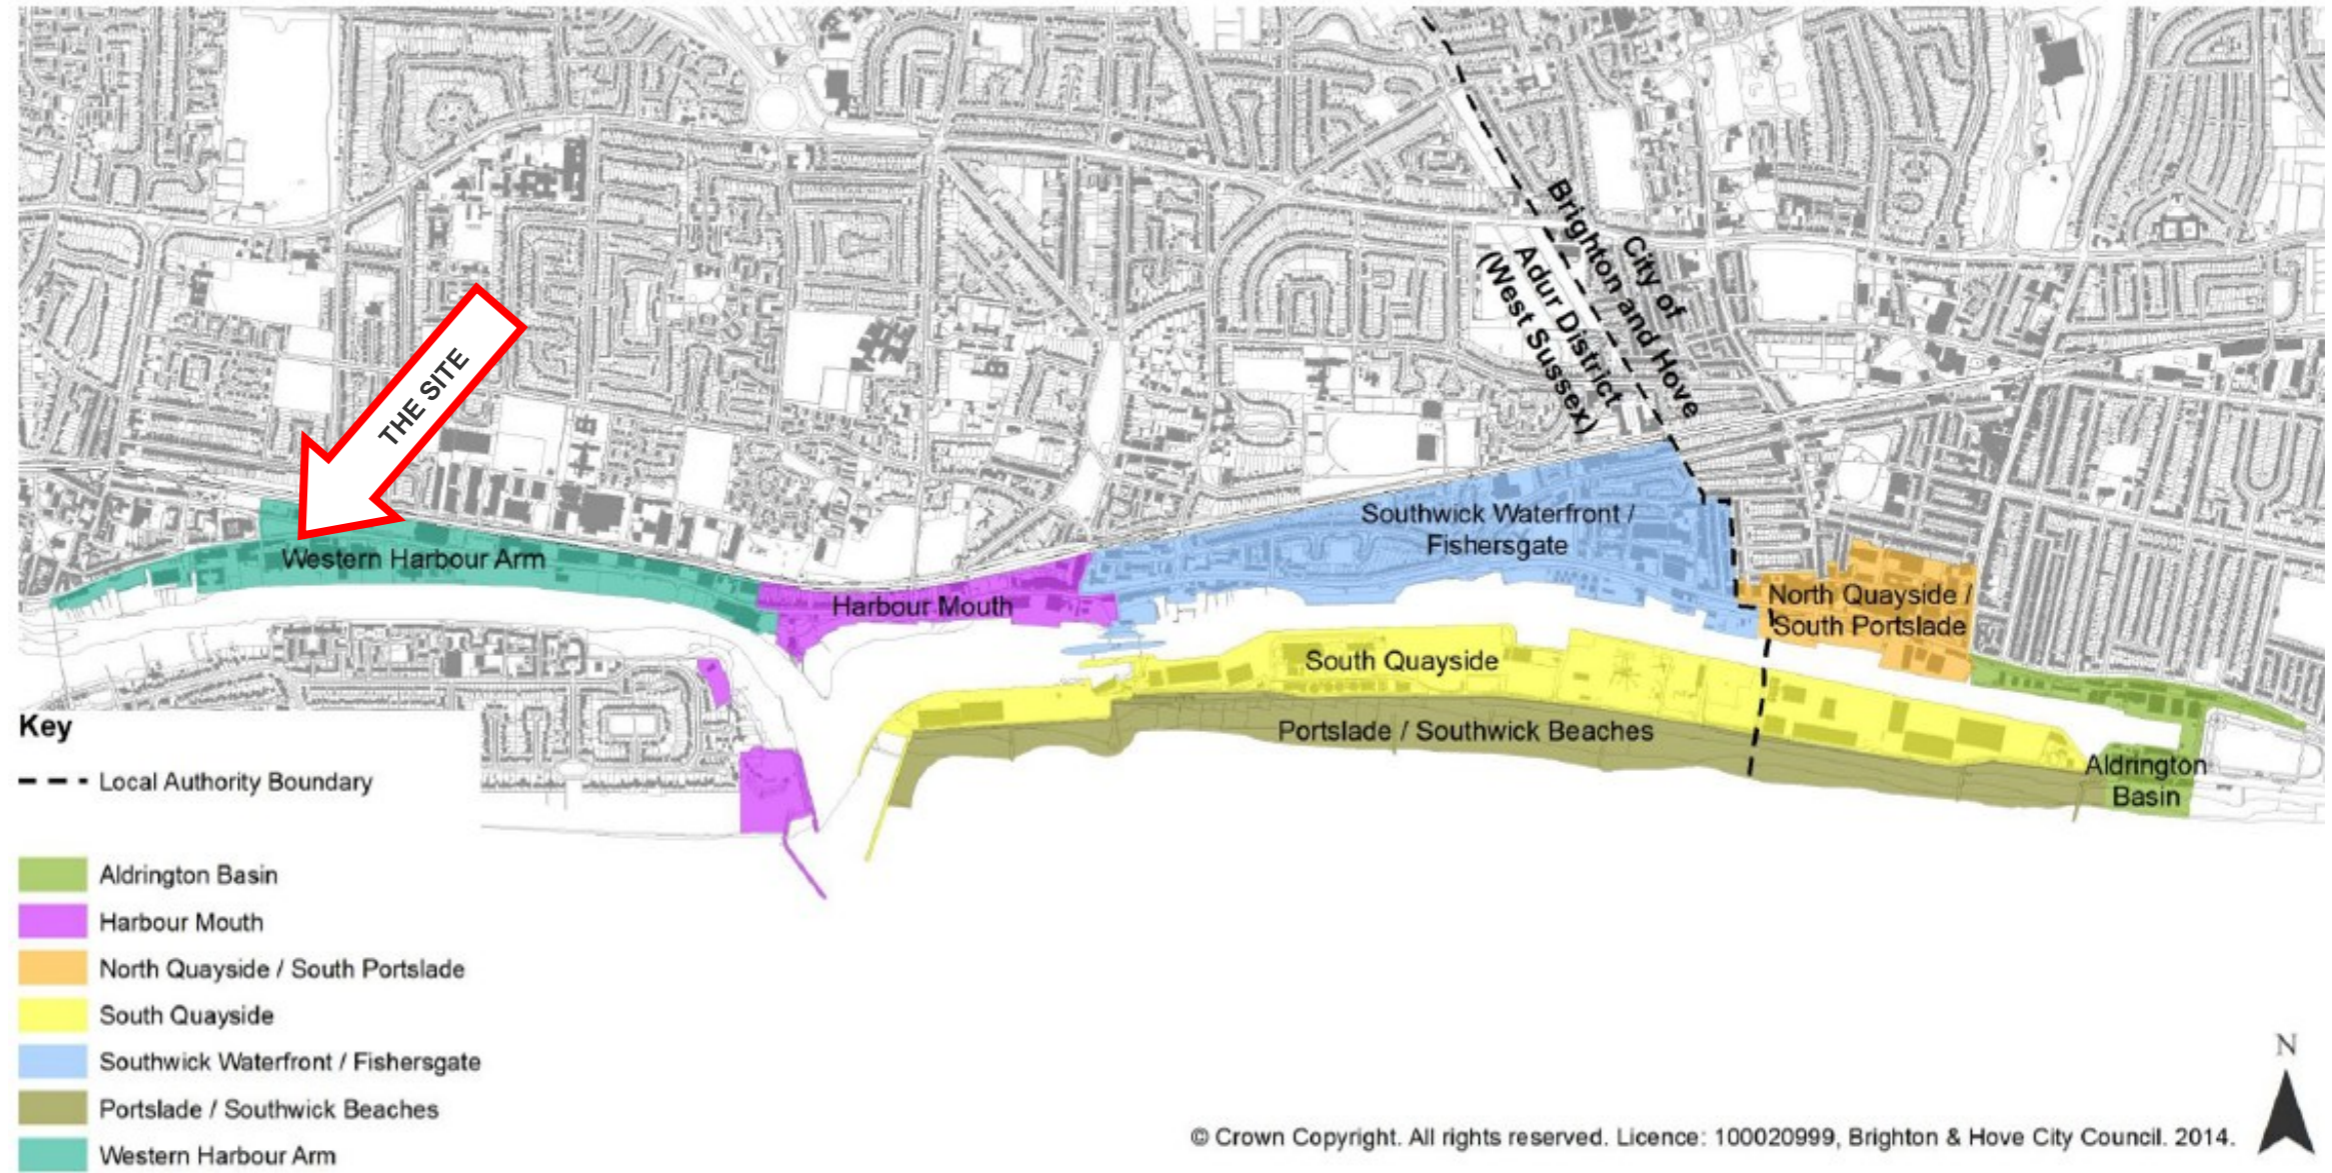 City of
Brighton and Hove
Adur District
(West Sussex)
THE SITE
Western Harbour Arm
Harbour Mouth
Southwick Waterfront /
Fishersgate
North Quayside /
South Portslade
South Quayside
Portslade / Southwick Beaches
Aldrington
Basin
Key
Local Authority Boundary
Aldrington Basin
Harbour Mouth
North Quayside / South Portslade
South Quayside
Southwick Waterfront / Fishersgate
Portslade / Southwick Beaches
Western Harbour Arm
N
© Crown Copyright. All rights reserved. Licence: 100020999, Brighton & Hove City Council. 2014.